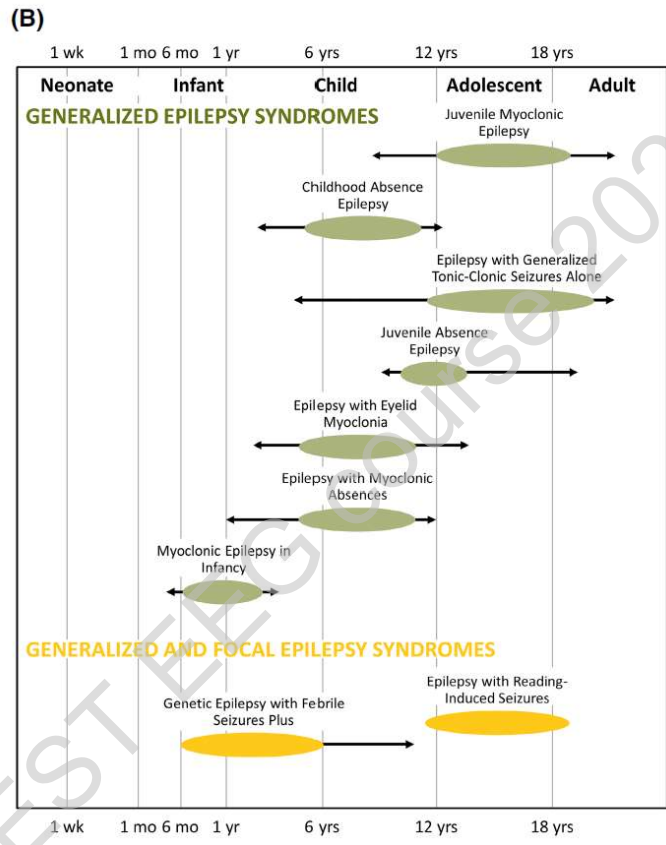 (B)
1 wk 1 mo 6 mo 1 yr 6 yrs 12 yrs 18 yrs
Neonate Infant Child Adolescent Adult
GENERALIZED EPILEPSY SYNDROMES
Juvenile Myoclonic
Epilepsy
Childhood Absence
Epilepsy
Epilepsy with Generalized
Tonic-Clonic Seizures Alone
Juvenile Absence
Epilepsy
Epilepsy with Eyelid
Myoclonia
Epilepsy with Myoclonic
Absences
Myoclonic Epilepsy in
Infancy
GENERALIZED AND FOCAL EPILEPSY SYNDROMES
Epilepsy with Reading-
Induced Seizures
Genetic Epilepsy with Febrile
Seizures Plus
1 wk 1 mo 6 mo 1 yr 6 yrs 12 yrs 18 yrs
EEG course